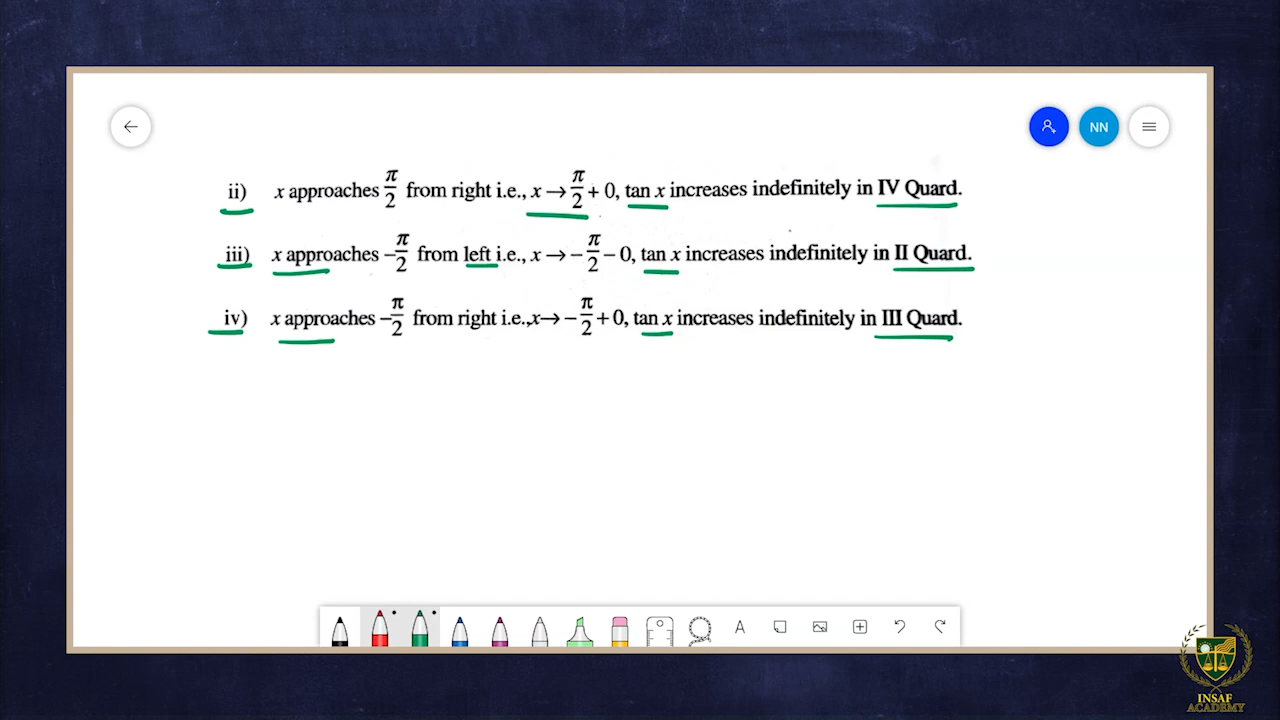 NN
ii) x approaches π/2 from right i.e., x → π/2 + 0, tan x increases indefinitely in IV Quard.
iii) x approaches −π/2 from left i.e., x → −π/2 − 0, tan x increases indefinitely in II Quard.
iv) x approaches −π/2 from right i.e.,x→ −π/2 + 0, tan x increases indefinitely in III Quard.
A
INSAF
ACADEMY